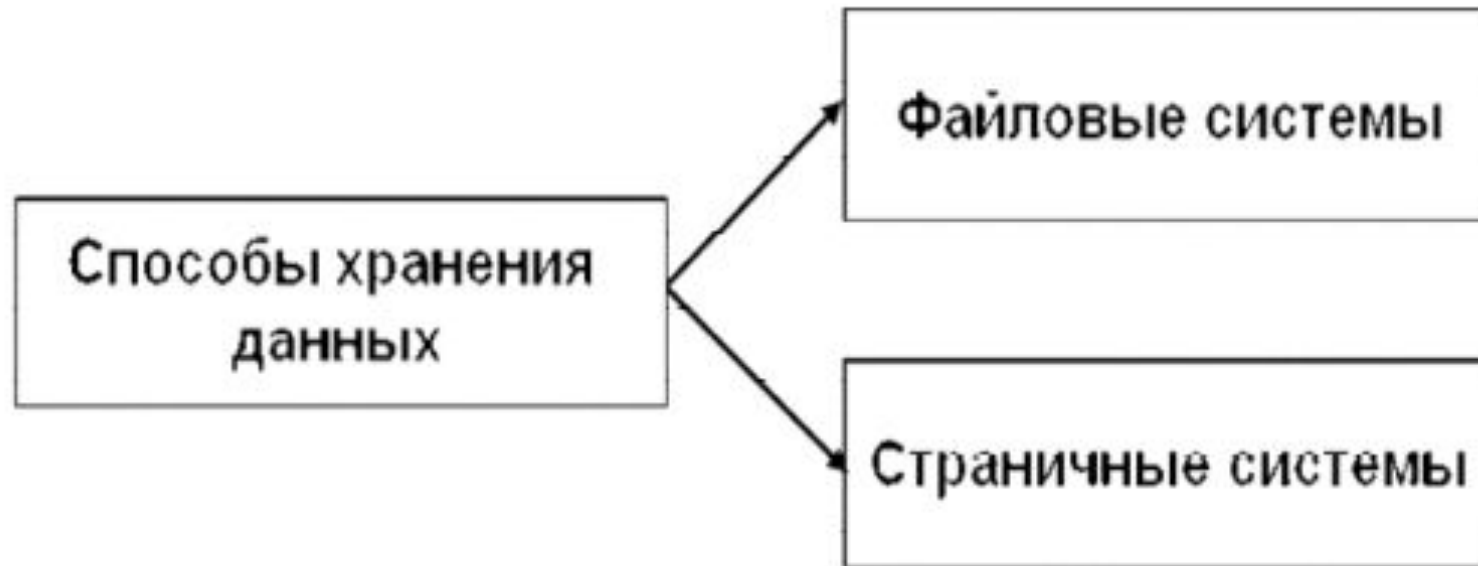 Файловые системы
Способы хранения
данных
Страничные системы